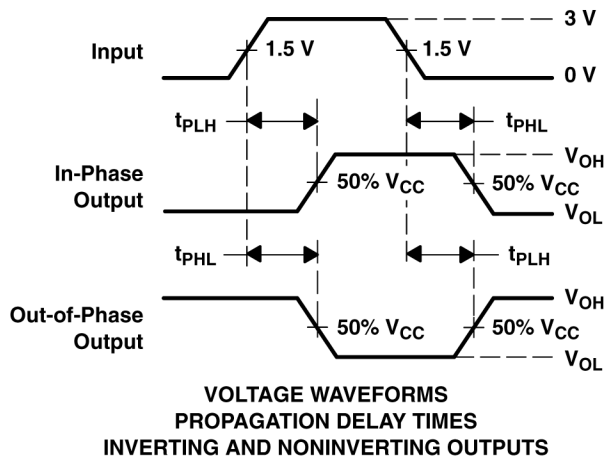 3 V
Input
1.5 V
1.5 V
0 V
tPLH
tPHL
In-Phase
Output
VOH
50% VCC
50% VCC
VOL
tPHL
tPLH
Out-of-Phase
Output
VOH
50% VCC
50% VCC
VOL
VOLTAGE WAVEFORMS
PROPAGATION DELAY TIMES
INVERTING AND NONINVERTING OUTPUTS